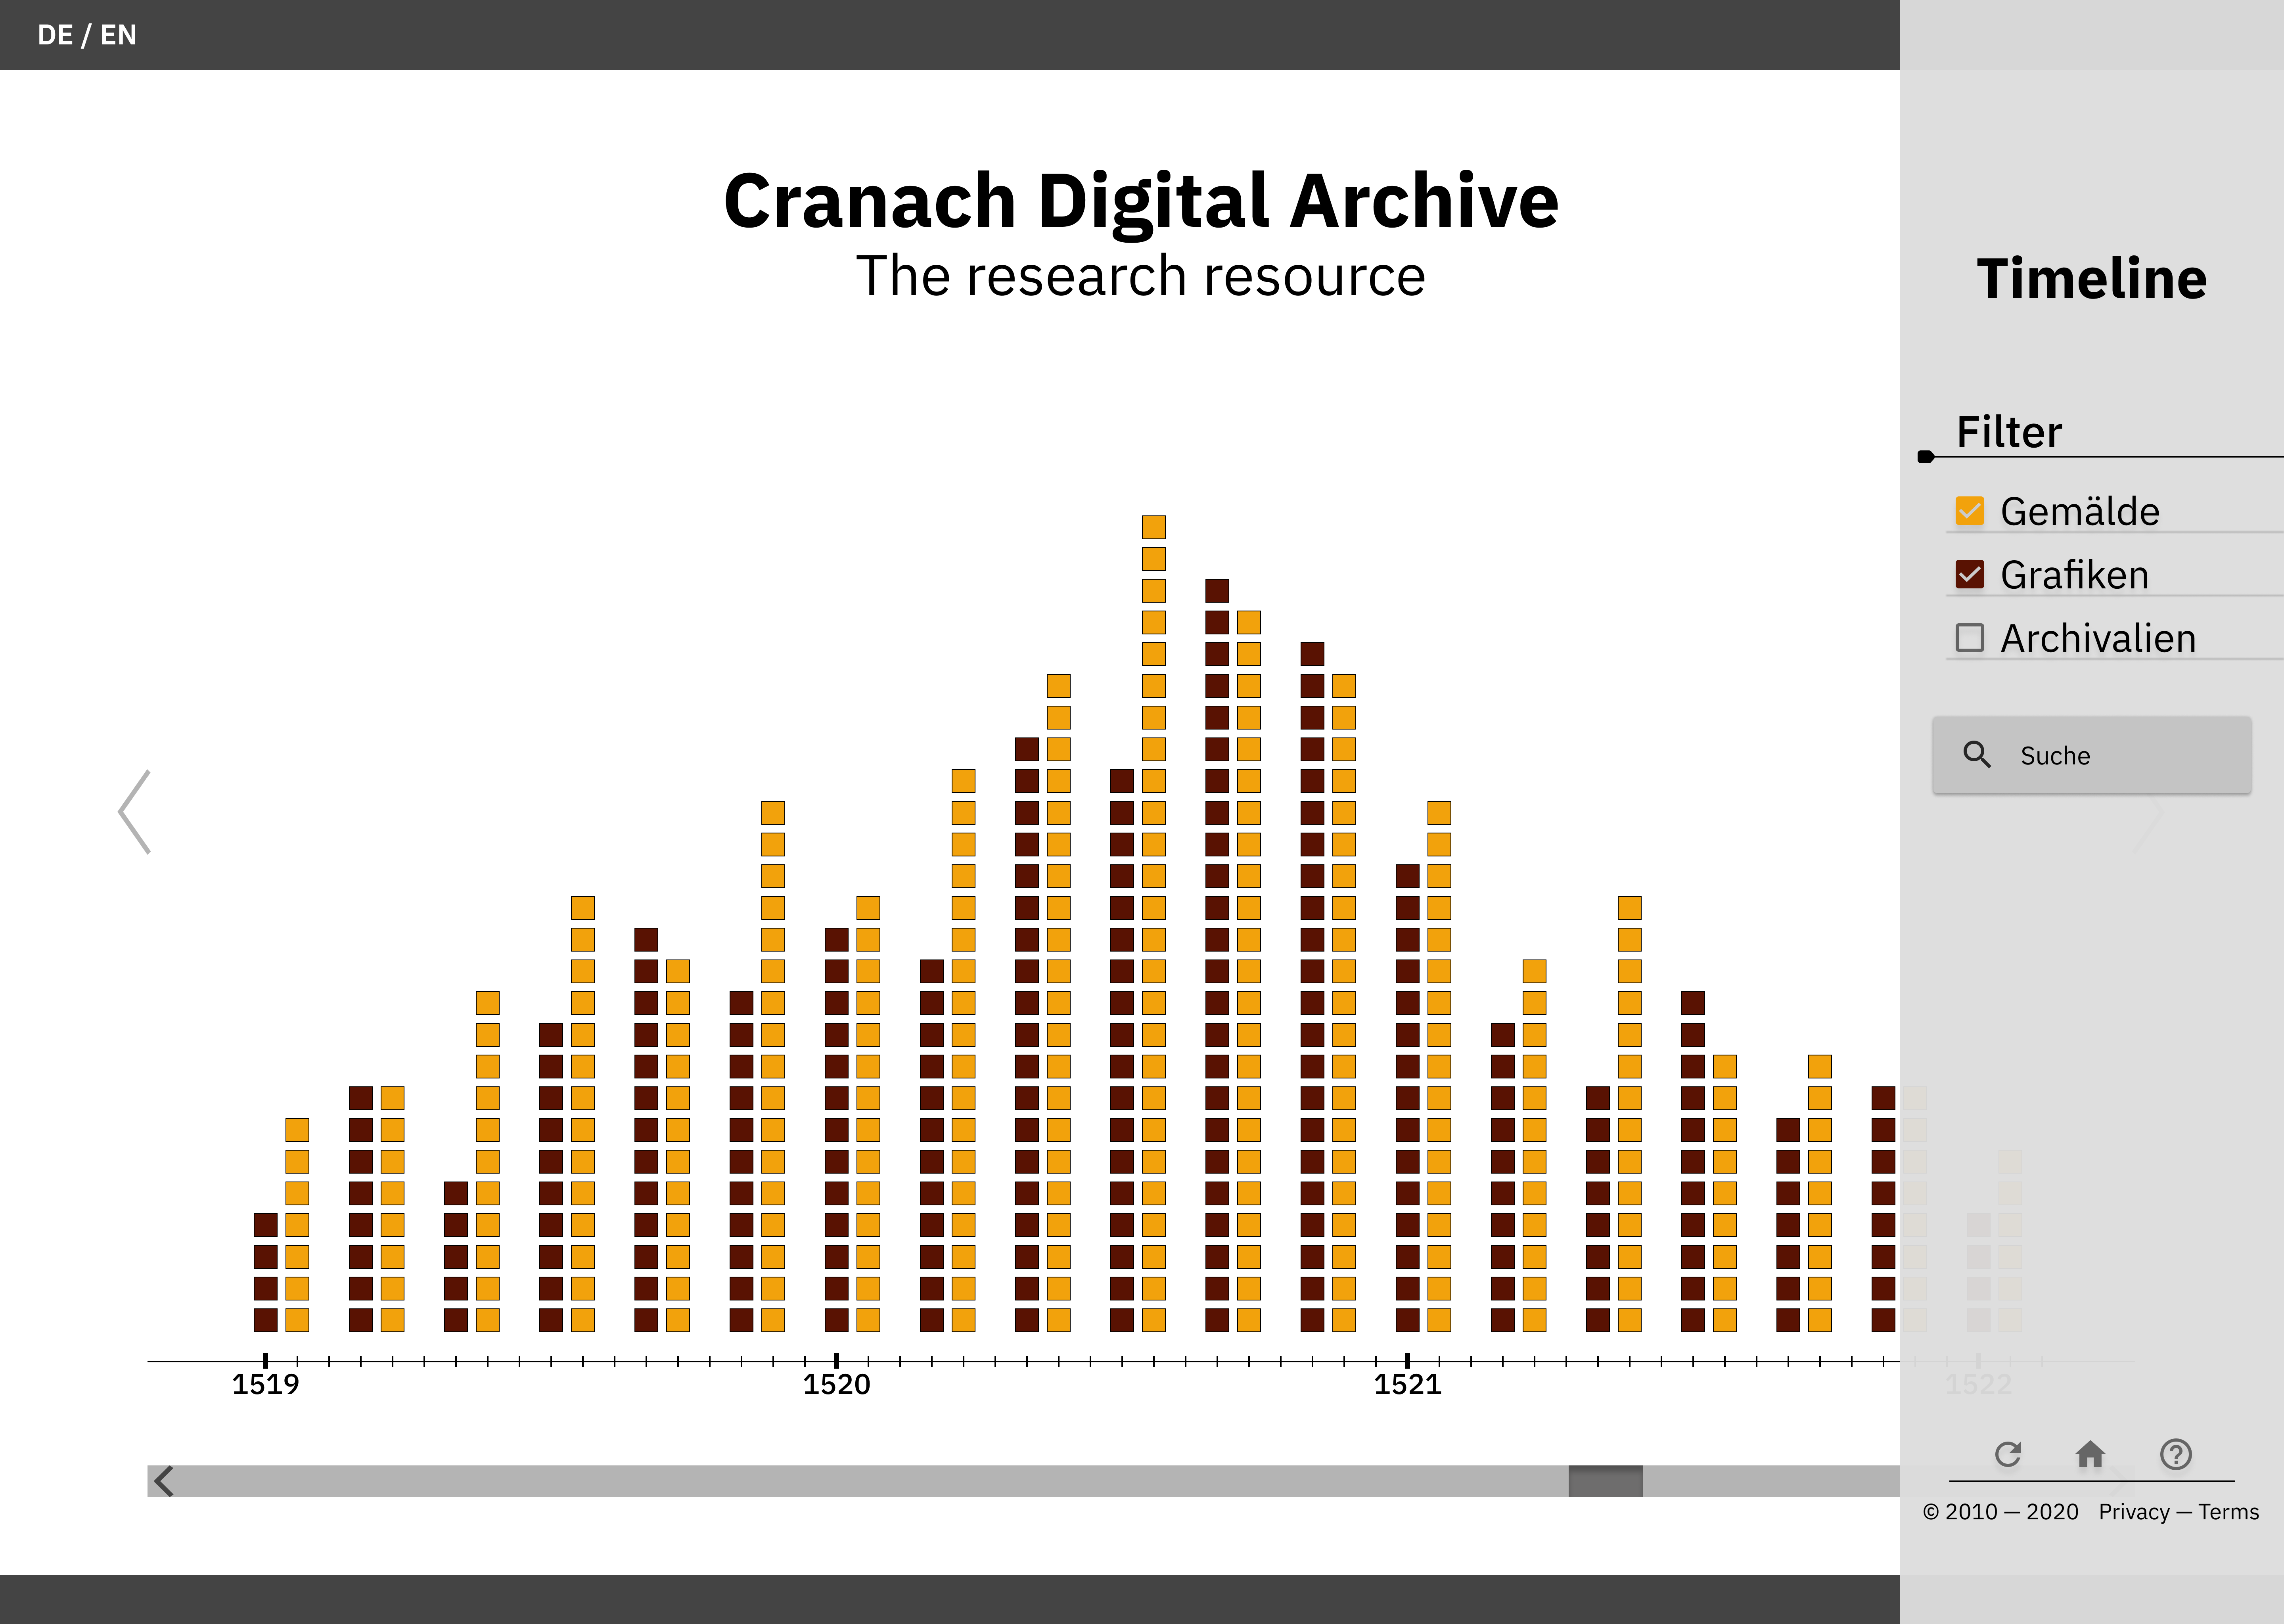 DE / EN
Cranach Digital Archive
The research resource
Timeline
Filter
Gemälde
Grafiken
Archivalien
Suche
1519 1520 1521 1522
© 2010 — 2020 Privacy — Terms